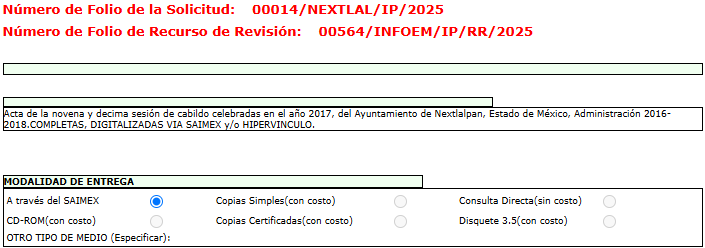 Número de Folio de la Solicitud: 00014/NEXTLAL/IP/2025
Número de Folio de Recurso de Revisión: 00564/INFOEM/IP/RR/2025
Acta de la novena y decima sesión de cabildo celebradas en el año 2017, del Ayuntamiento de Nextlalpan, Estado de México, Administración 2016-
2018.COMPLETAS, DIGITALIZADAS VIA SAIMEX y/o HIPERVINCULO.
MODALIDAD DE ENTREGA
A través del SAIMEX Copias Simples(con costo) Consulta Directa(sin costo)
CD-ROM(con costo) Copias Certificadas(con costo) Disquete 3.5(con costo)
OTRO TIPO DE MEDIO (Especificar):